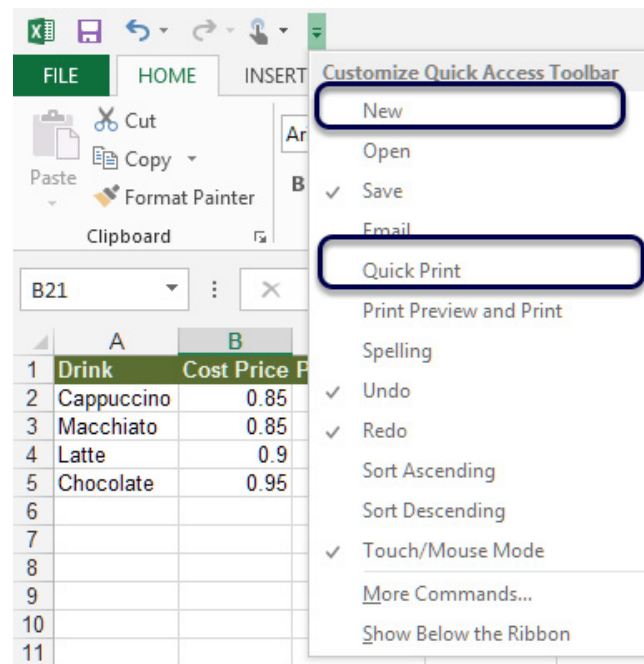 FILE HOME INSERT
Cut
Copy
Paste
Format Painter
Clipboard
Ar
B
B21
A B
1 Drink Cost Price P
2 Cappuccino 0.85
3 Macchiato 0.85
4 Latte 0.9
5 Chocolate 0.95
6
7
8
9
10
11
Customize Quick Access Toolbar
New
Open
Save
Email
Quick Print
Print Preview and Print
Spelling
Undo
Redo
Sort Ascending
Sort Descending
Touch/Mouse Mode
More Commands...
Show Below the Ribbon